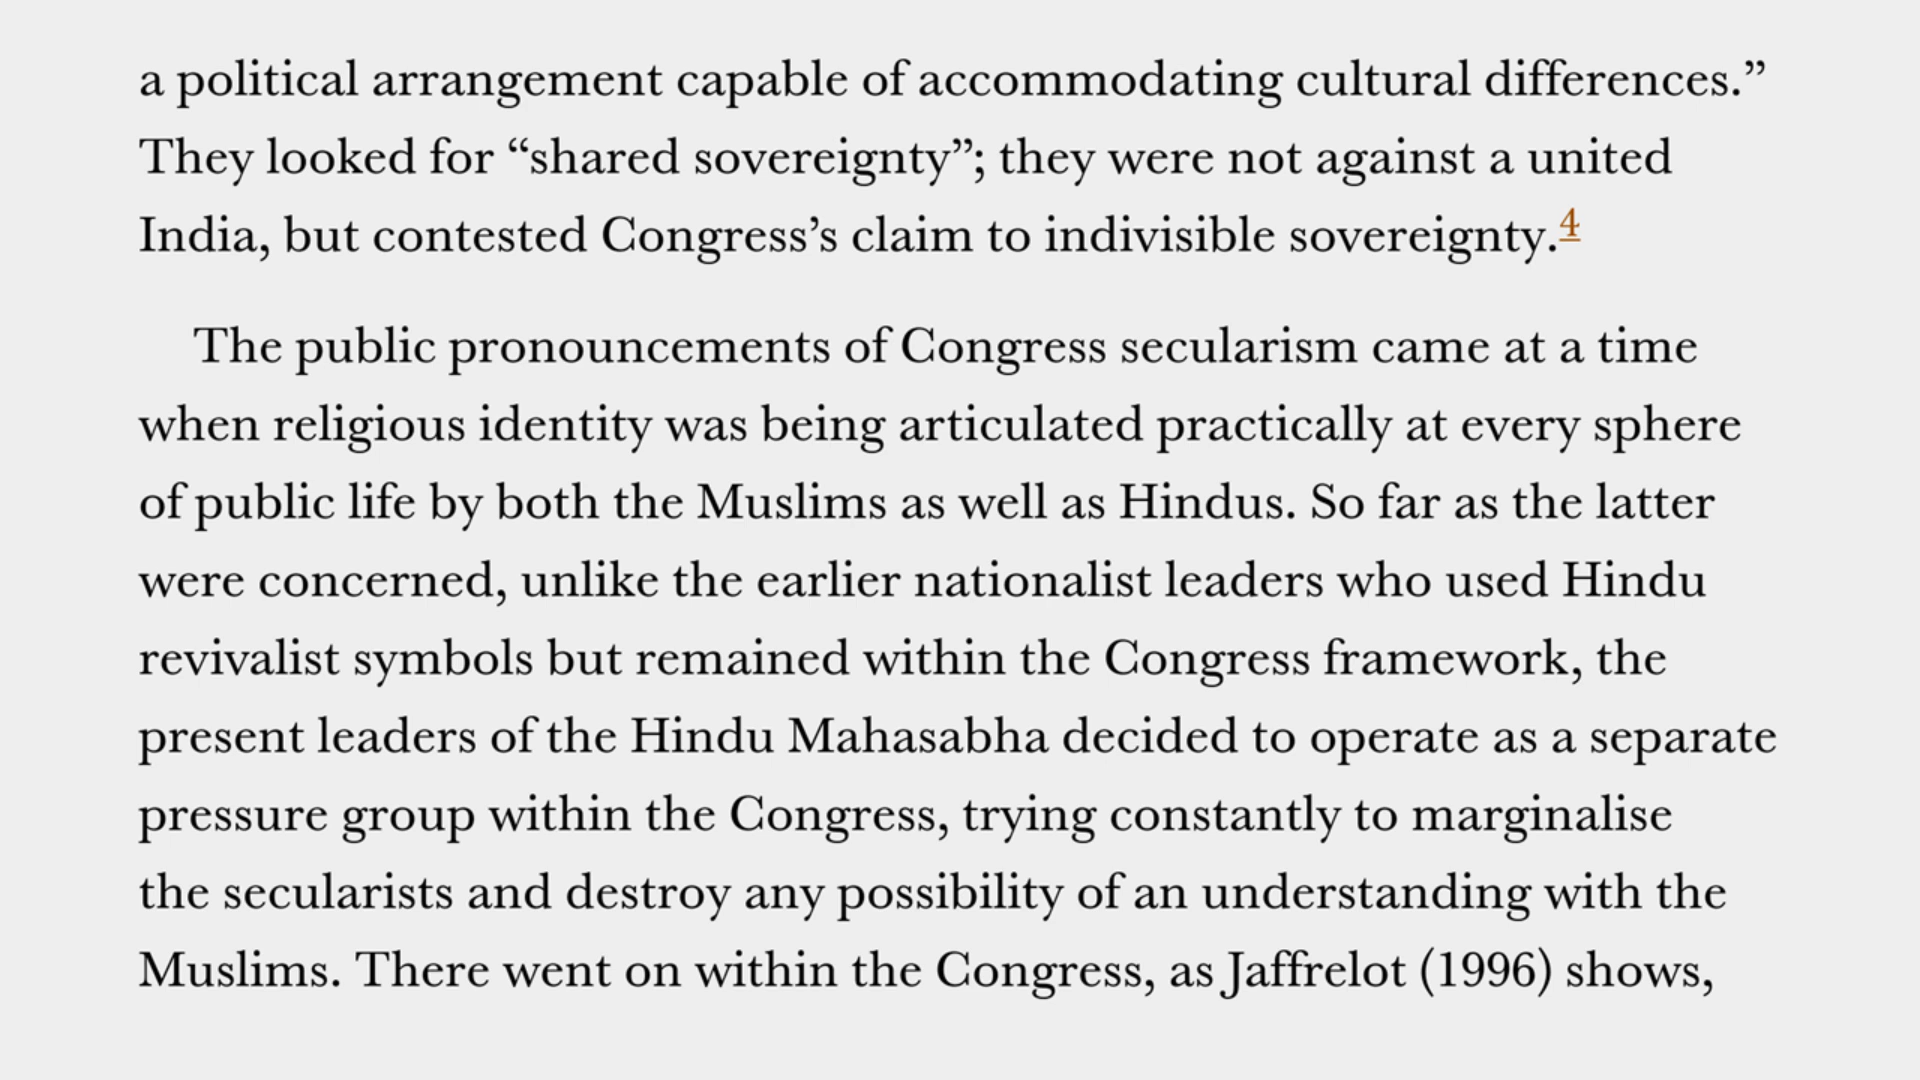 a political arrangement capable of accommodating cultural differences.”
They looked for “shared sovereignty”; they were not against a united
India, but contested Congress’s claim to indivisible sovereignty.4
The public pronouncements of Congress secularism came at a time
when religious identity was being articulated practically at every sphere
of public life by both the Muslims as well as Hindus. So far as the latter
were concerned, unlike the earlier nationalist leaders who used Hindu
revivalist symbols but remained within the Congress framework, the
present leaders of the Hindu Mahasabha decided to operate as a separate
pressure group within the Congress, trying constantly to marginalise
the secularists and destroy any possibility of an understanding with the
Muslims. There went on within the Congress, as Jaffrelot (1996) shows,